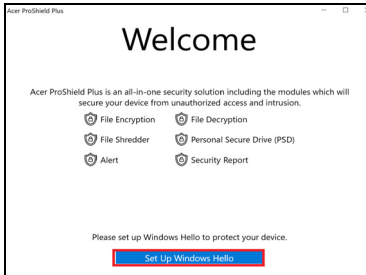 Acer ProShield Plus
Welcome
Acer ProShield Plus is an all-in-one security solution including the modules which will
secure your device from unauthorized access and intrusion.
File Encryption File Decryption
File Shredder Personal Secure Drive (PSD)
Alert Security Report
Please set up Windows Hello to protect your device.
Set Up Windows Hello